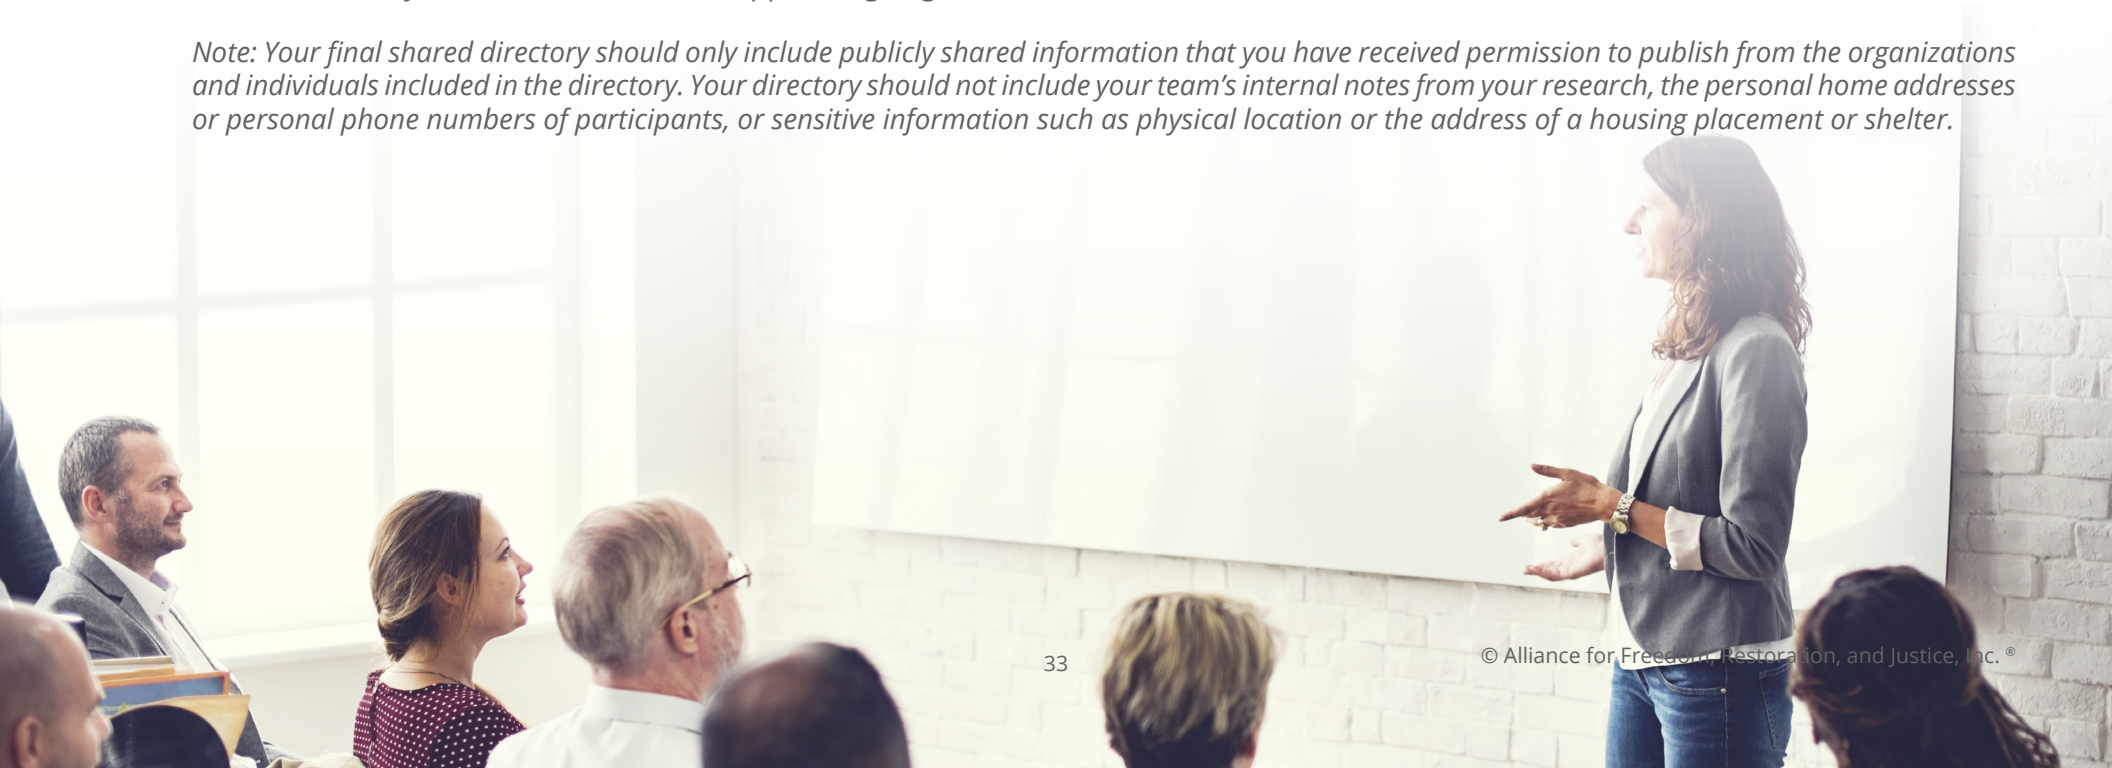 Note: Your final shared directory should only include publicly shared information that you have received permission to publish from the organizations
and individuals included in the directory. Your directory should not include your team’s internal notes from your research, the personal home addresses
or personal phone numbers of participants, or sensitive information such as physical location or the address of a housing placement or shelter.
33
© Alliance for Freedom, Restoration, and Justice, Inc. ®